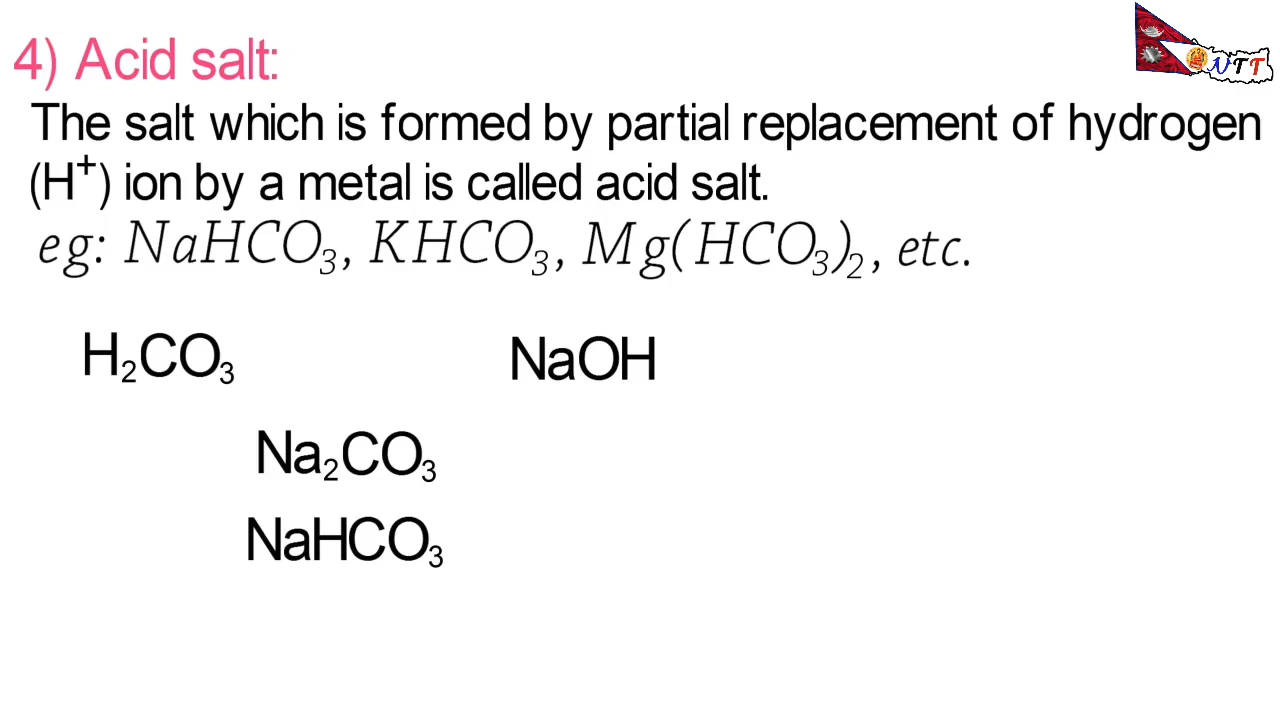 4) Acid salt:
The salt which is formed by partial replacement of hydrogen
(H⁺) ion by a metal is called acid salt.
eg: NaHCO₃, KHCO₃, Mg(HCO₃)₂, etc.
H₂CO₃ NaOH
Na₂CO₃
NaHCO₃
NTT